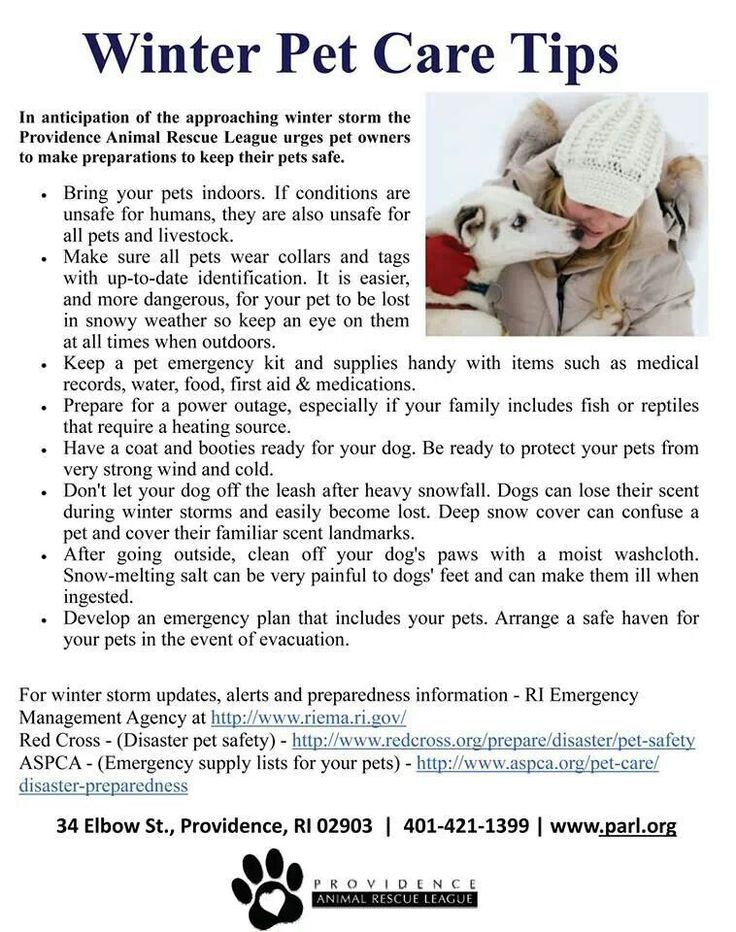 Winter Pet Care Tips
In anticipation of the approaching winter storm the
Providence Animal Rescue League urges pet owners
to make preparations to keep their pets safe.
• Bring your pets indoors. If conditions are
unsafe for humans, they are also unsafe for
all pets and livestock.
• Make sure all pets wear collars and tags
with up-to-date identification. It is easier,
and more dangerous, for your pet to be lost
in snowy weather so keep an eye on them
at all times when outdoors.
• Keep a pet emergency kit and supplies handy with items such as medical
records, water, food, first aid & medications.
• Prepare for a power outage, especially if your family includes fish or reptiles
that require a heating source.
• Have a coat and booties ready for your dog. Be ready to protect your pets from
very strong wind and cold.
• Don't let your dog off the leash after heavy snowfall. Dogs can lose their scent
during winter storms and easily become lost. Deep snow cover can confuse a
pet and cover their familiar scent landmarks.
• After going outside, clean off your dog's paws with a moist washcloth.
Snow-melting salt can be very painful to dogs' feet and can make them ill when
ingested.
• Develop an emergency plan that includes your pets. Arrange a safe haven for
your pets in the event of evacuation.
For winter storm updates, alerts and preparedness information - RI Emergency
Management Agency at http://www.riema.ri.gov/
Red Cross - (Disaster pet safety) - http://www.redcross.org/prepare/disaster/pet-safety
ASPCA - (Emergency supply lists for your pets) - http://www.aspca.org/pet-care/
disaster-preparedness
34 Elbow St., Providence, RI 02903 | 401-421-1399 | www.parl.org
PROVIDENCE
ANIMAL RESCUE LEAGUE